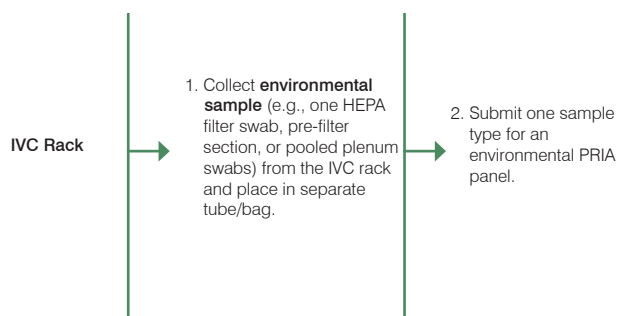 IVC Rack
1. Collect environmental
sample (e.g., one HEPA
filter swab, pre-filter
section, or pooled plenum
swabs) from the IVC rack
and place in separate
tube/bag.
2. Submit one sample
type for an
environmental PRIA
panel.